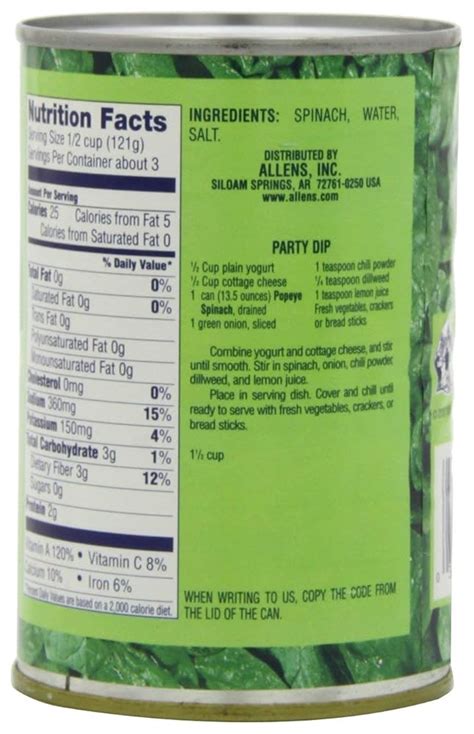 Nutrition Facts
Serving Size 1/2 cup (121g)
Servings Per Container about 3
Amount Per Serving
Calories 25 Calories from Fat 5
Calories from Saturated Fat 0
% Daily Value*
Total Fat 0g 0%
Saturated Fat 0g 0%
Trans Fat 0g
Polyunsaturated Fat 0g
Monounsaturated Fat 0g
Cholesterol 0mg 0%
Sodium 360mg 15%
Potassium 150mg 4%
Total Carbohydrate 3g 1%
Dietary Fiber 3g 12%
Sugars 0g
Protein 2g
Vitamin A 120% • Vitamin C 8%
Calcium 10% • Iron 6%
Percent Daily Values are based on a 2,000 calorie diet.
INGREDIENTS: SPINACH, WATER,
SALT.
DISTRIBUTED BY
ALLENS, INC.
SILOAM SPRINGS, AR 72761-0250 USA
www.allens.com
PARTY DIP
½ Cup plain yogurt
½ Cup cottage cheese
1 can (13.5 ounces) Popeye
Spinach, drained
1 green onion, sliced
1 teaspoon chili powder
teaspoon dillweed
1 teaspoon lemon juice
Fresh vegetables, crackers
or bread sticks
Combine yogurt and cottage cheese, and stir
until smooth. Stir in spinach, onion, chili powder,
dillweed, and lemon juice.
Place in serving dish. Cover and chill until
ready to serve with fresh vegetables, crackers, or
bread sticks.
1½ cup
WHEN WRITING TO US, COPY THE CODE FROM
THE LID OF THE CAN.
0